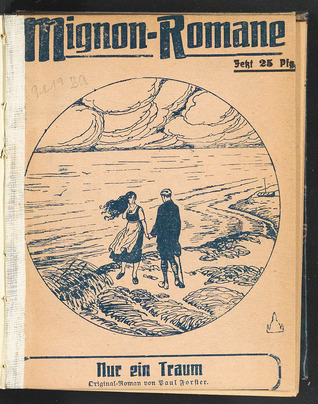 Mignon-Romane
Jetzt 25 Pfg.
Nur ein Traum
Original-Roman von Paul Forster.